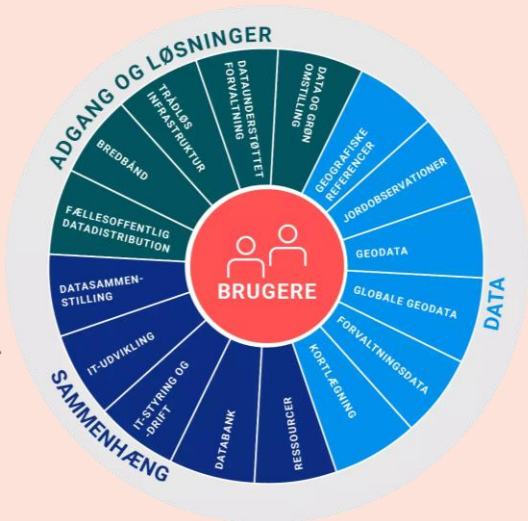 ADGANG OG LØSNINGER
FÆLLESOFFENTLIG
DATADISTRIBUTION
BREDBÅND
TRÅDLØS
INFRASTRUKTUR
DATAUNDERSTØTTET
FORVALTNING
DATA OG GRØN
OMSTILLING
DATA
GEOGRAFISKE
REFERENCER
JORDOBSERVATIONER
GEODATA
GLOBALE GEODATA
FORVALTNINGSDATA
KORTLÆGNING
SAMMENHÆNG
RESSOURCER
DATABANK
IT-STYRING OG
-DRIFT
IT-UDVIKLING
DATASAMMEN-
STILLING
BRUGERE